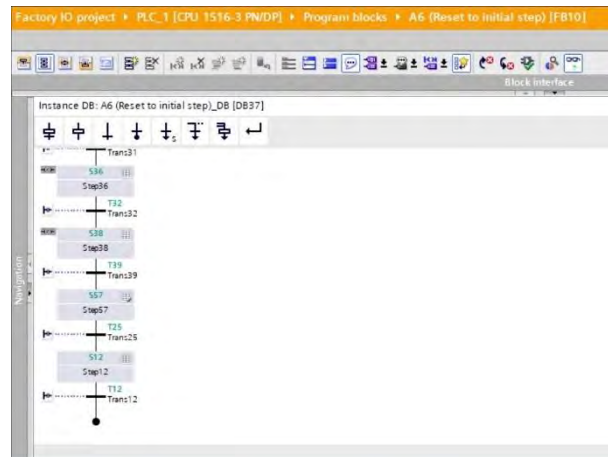 Factory IO project ▸ PLC_1 [CPU 1516-3 PN/DP] ▸ Program blocks ▸ A6 (Reset to initial step) [FB10]
Block interface
Instance DB: A6 (Reset to initial step)_DB [DB37]
Trans31
S36
Step36
T32
Trans32
S38
Step38
T39
Trans39
S57
Step57
T25
Trans25
S12
Step12
T12
Trans12
Navigation